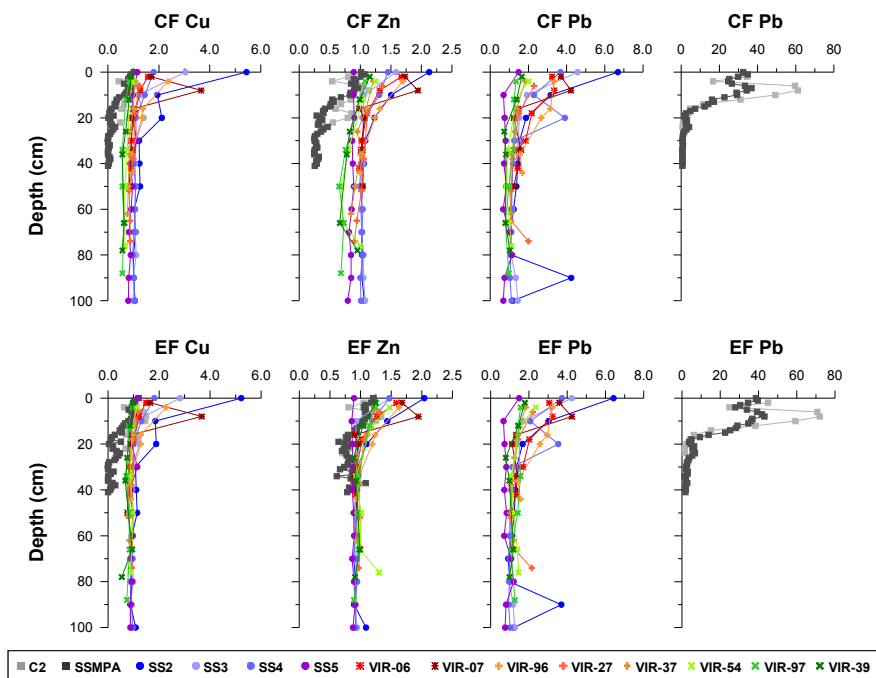 CF Cu CF Zn CF Pb CF Pb
0.0 2.0 4.0 6.0 0.0 0.5 1.0 1.5 2.0 2.5 0.0 2.0 4.0 6.0 8.0 0 20 40 60 80
0
20
40
60
80
100
Depth (cm)
EF Cu EF Zn EF Pb EF Pb
0.0 2.0 4.0 6.0 0.0 0.5 1.0 1.5 2.0 2.5 0.0 2.0 4.0 6.0 8.0 0 20 40 60 80
0
20
40
60
80
100
Depth (cm)
C2 SSMPA SS2 SS3 SS4 SS5 VIR-06 VIR-07 VIR-96 VIR-27 VIR-37 VIR-54 VIR-97 VIR-39